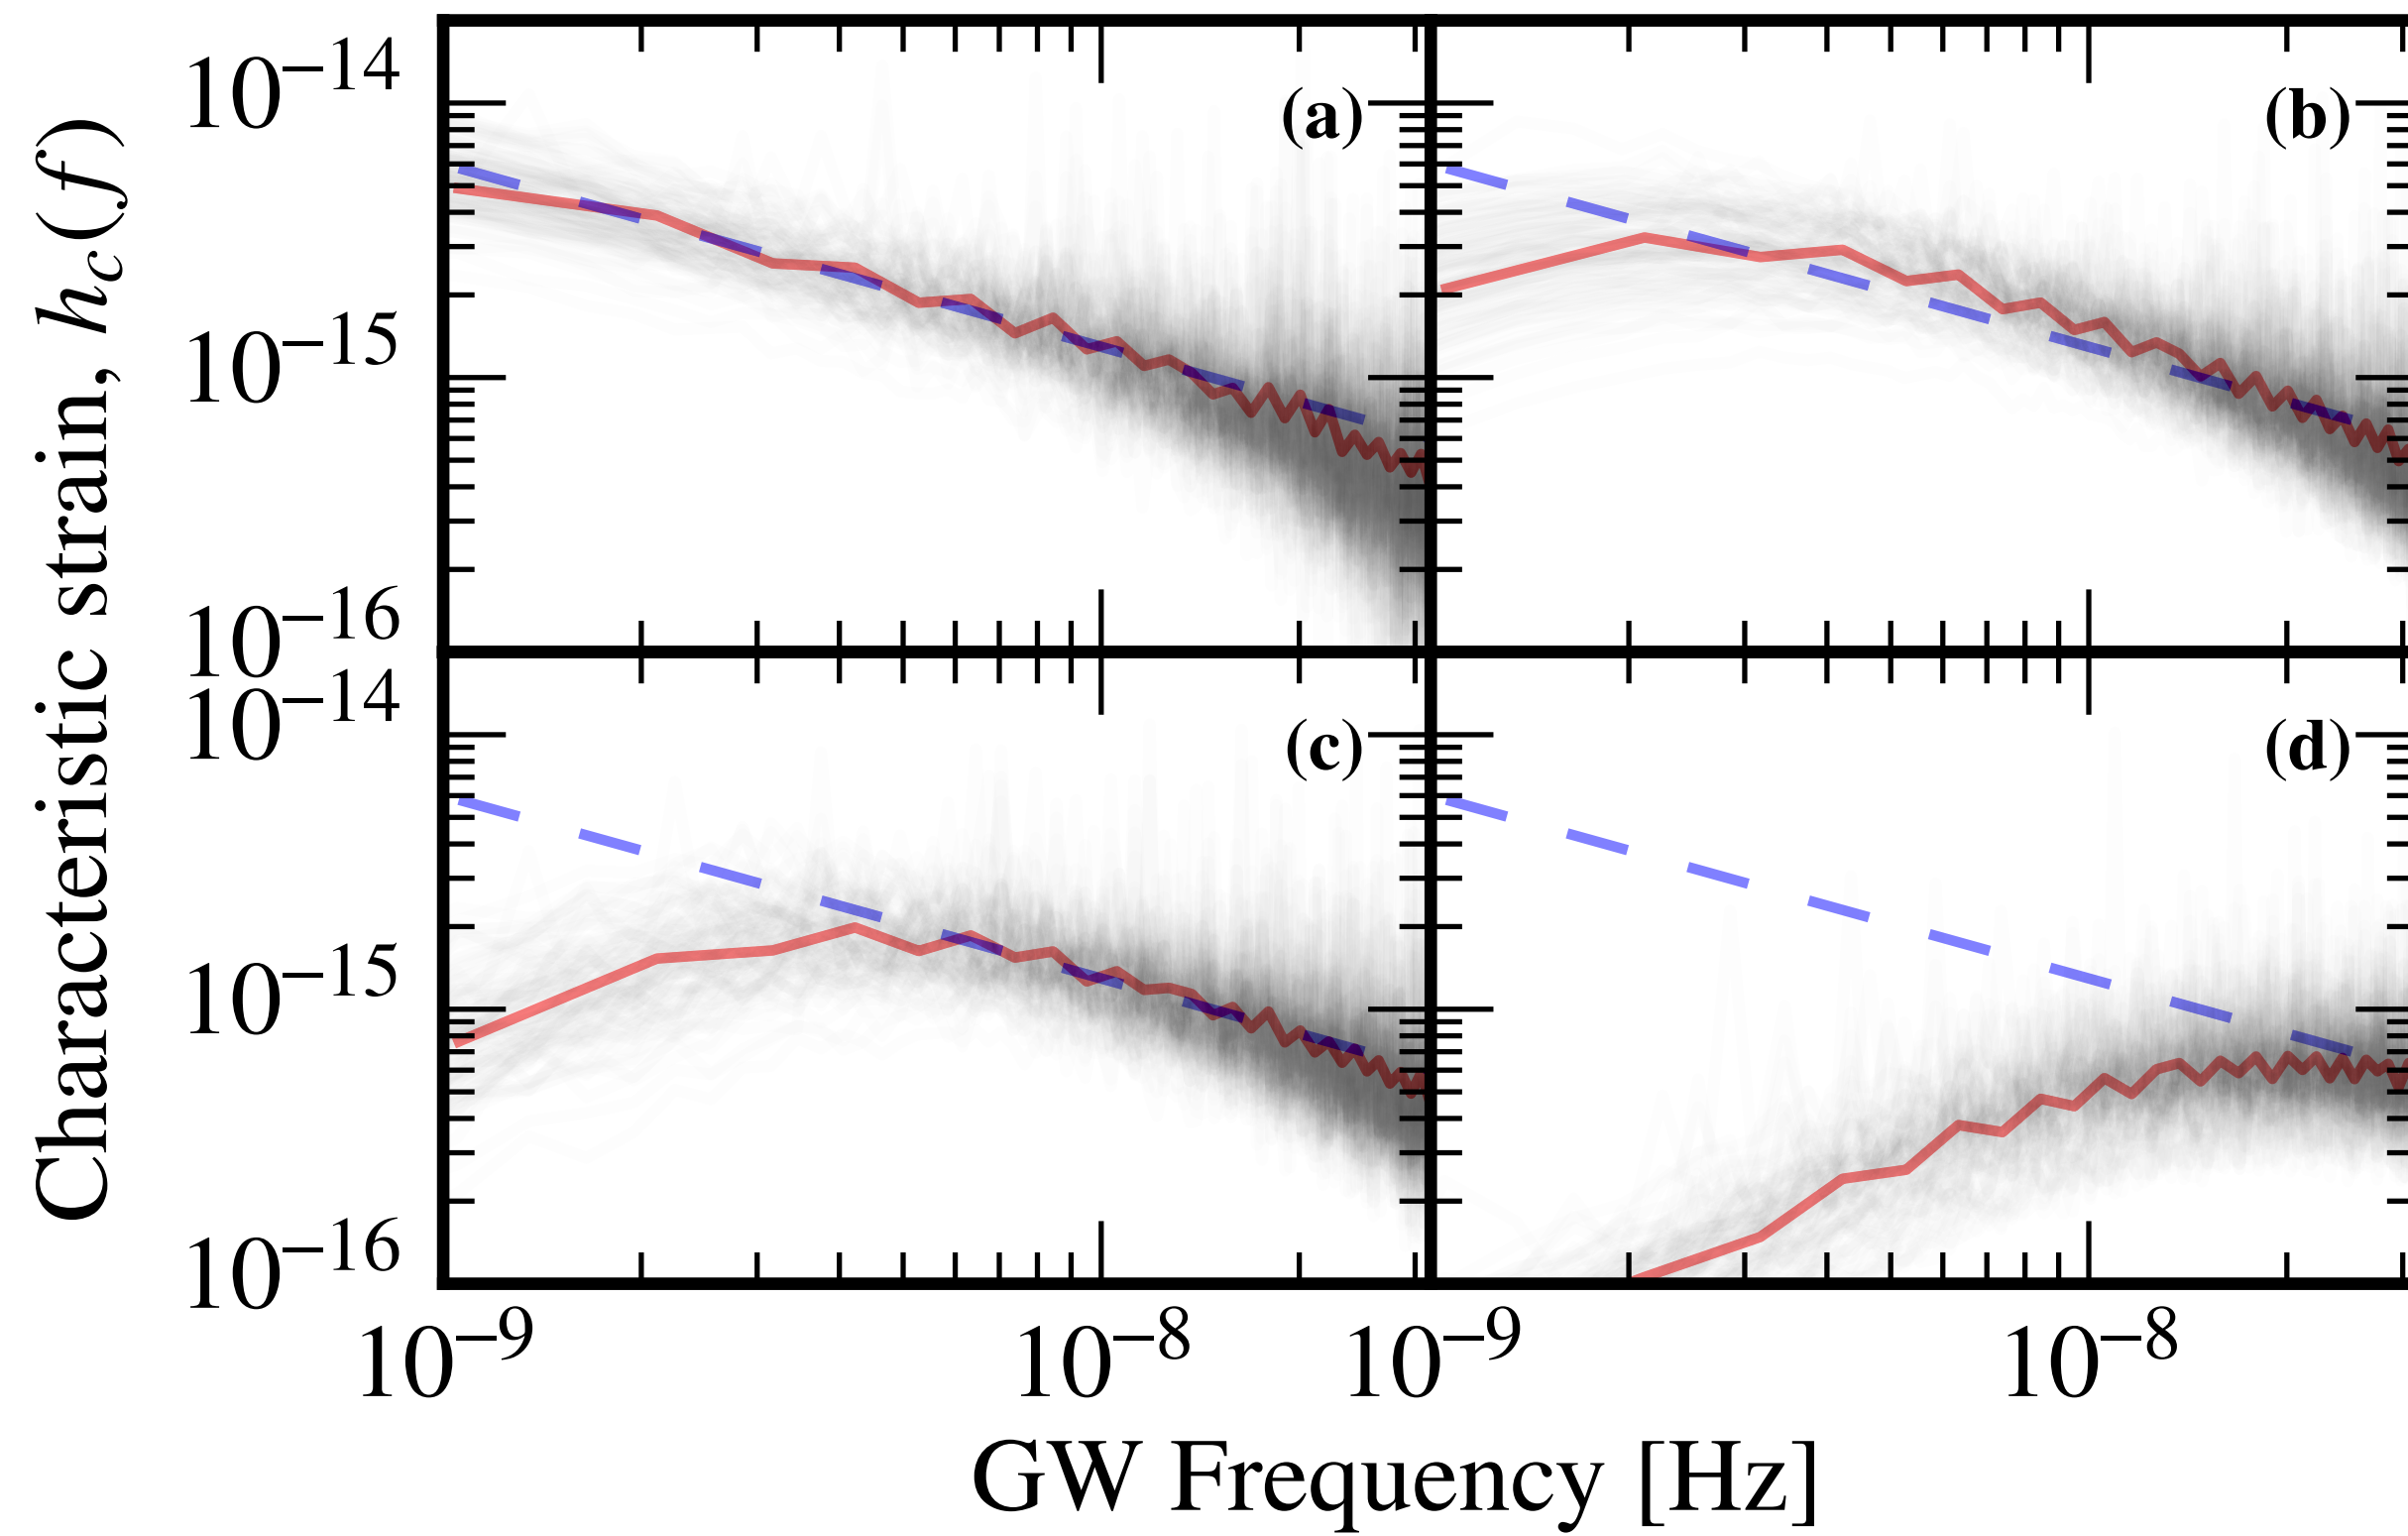 Characteristic strain, h_c(f)
10^−14
10^−15
10^−16
10^−14
10^−15
10^−16
(a)
(b)
(c)
(d)
10^−9
10^−8
10^−9
10^−8
GW Frequency [Hz]